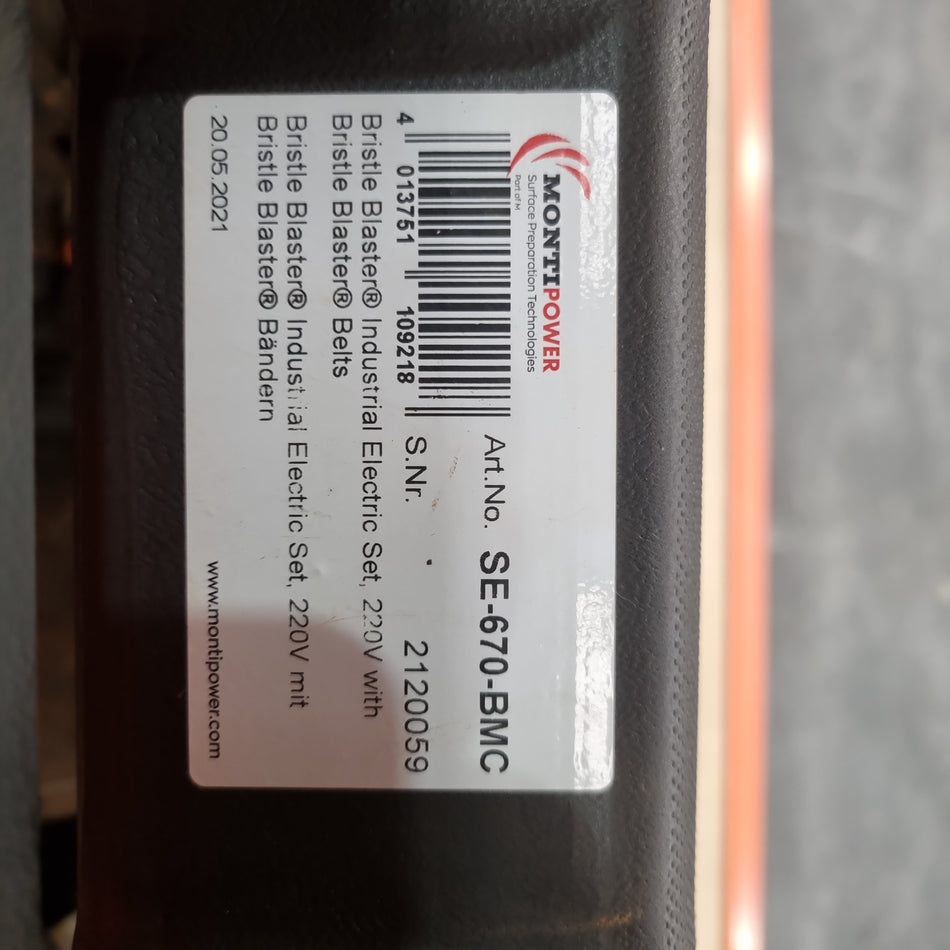 MONTIPOWER
Surface Preparation Technologies
Part of M
Art.No. SE-670-BMC
S.Nr. 2120059
4 013751 109218
Bristle Blaster® Industrial Electric Set, 220V with
Bristle Blaster® Belts
Bristle Blaster® Industrial Electric Set, 220V mit
Bristle Blaster® Bändern
20.05.2021
www.montipower.com